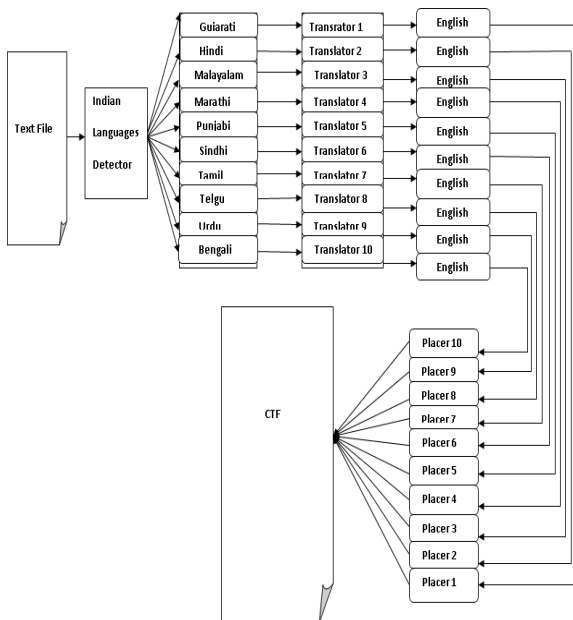 Text File
Indian
Languages
Detector
Guiarati
Hindi
Malayalam
Marathi
Punjabi
Sindhi
Tamil
Telgu
Urdu
Bengali
Transrator 1
Translator 2
Translator 3
Translator 4
Translator 5
Translator 6
Translator 7
Translator 8
Translator 9
Translator 10
English
English
English
English
English
English
English
English
English
English
CTF
Placer 10
Placer 9
Placer 8
Placer 7
Placer 6
Placer 5
Placer 4
Placer 3
Placer 2
Placer 1